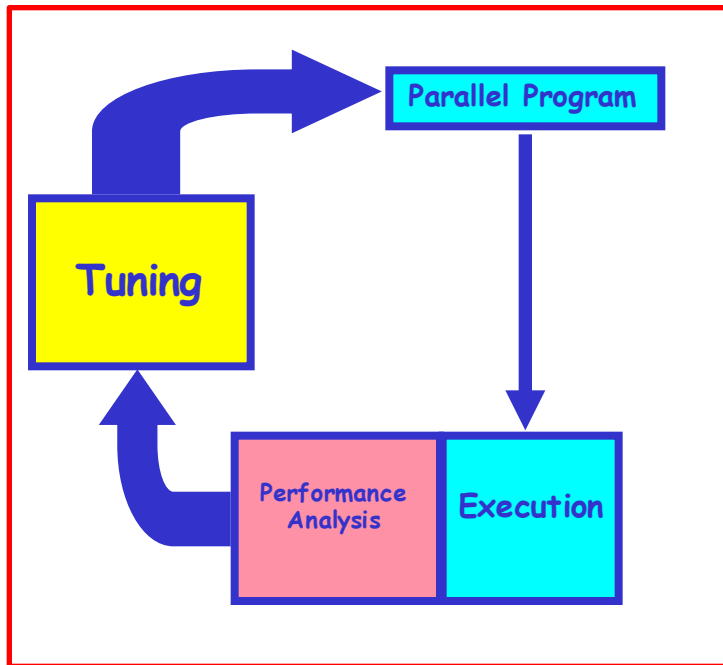 Parallel Program
Tuning
Performance
Analysis
Execution